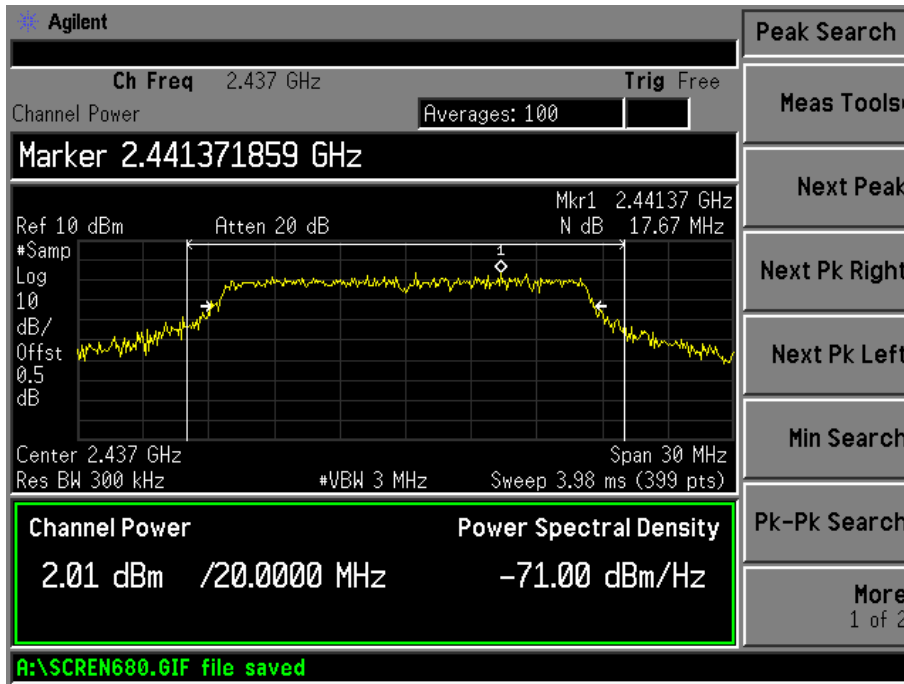 Agilent
Peak Search
Ch Freq 2.437 GHz Trig Free
Channel Power Averages: 100
Meas Tools
Marker 2.441371859 GHz
Mkr1 2.44137 GHz
Ref 10 dBm Atten 20 dB N dB 17.67 MHz
Next Peak
#Samp
Log
10
dB/
Offst
0.5
dB
1
Next Pk Right
Next Pk Left
Center 2.437 GHz Span 30 MHz
Res BW 300 kHz #VBW 3 MHz Sweep 3.98 ms (399 pts)
Min Search
Channel Power Power Spectral Density
2.01 dBm /20.0000 MHz -71.00 dBm/Hz
Pk-Pk Search
More
1 of 2
A:\SCREN680.GIF file saved